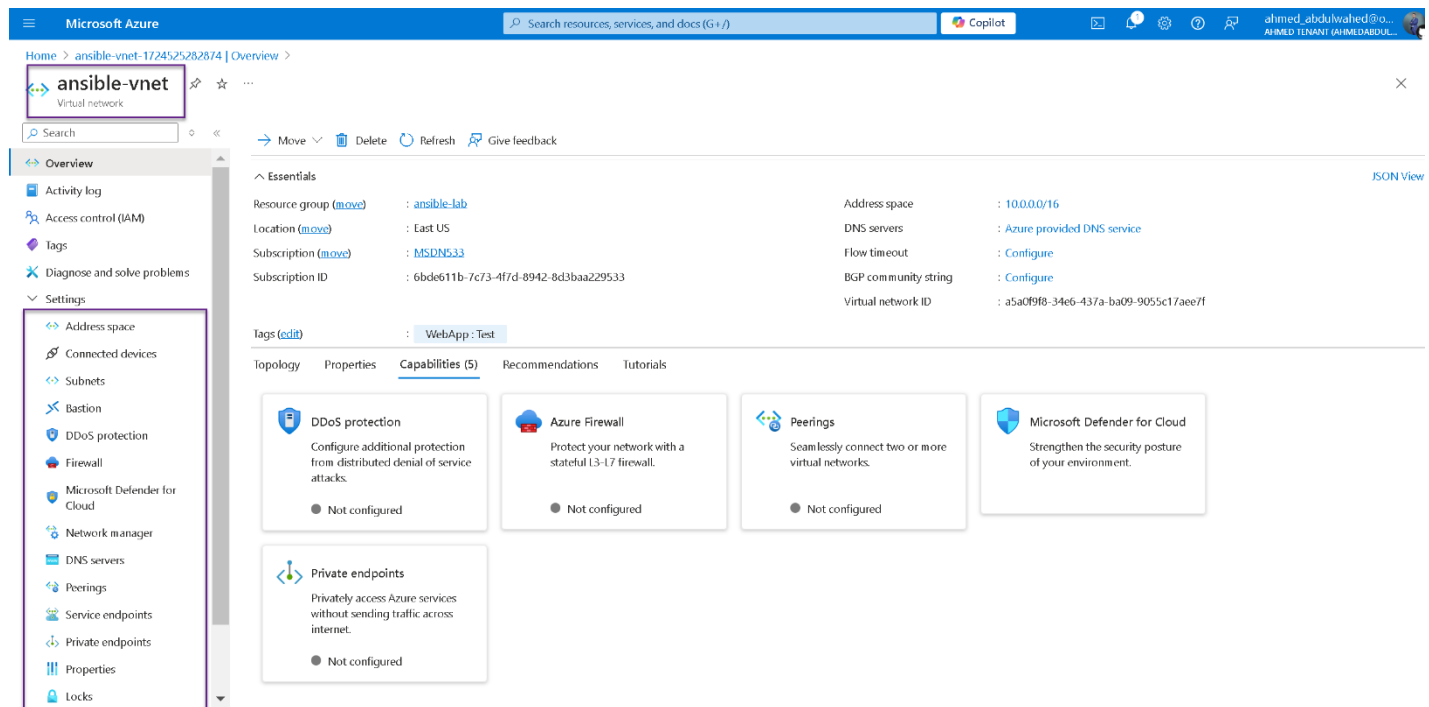 Microsoft Azure
Search resources, services, and docs (G+/)
Copilot
1
ahmed_abdulwahed@o...
AHMED TENANT (AHMEDABDUL...
Home > ansible-vnet-1724525282874 | Overview >
ansible-vnet
Virtual network
Search
Move
Delete
Refresh
Give feedback
Overview
Activity log
Access control (IAM)
Tags
Diagnose and solve problems
Settings
Address space
Connected devices
Subnets
Bastion
DDoS protection
Firewall
Microsoft Defender for
Cloud
Network manager
DNS servers
Peerings
Service endpoints
Private endpoints
Properties
Locks
Essentials
JSON View
Resource group (move) : ansible-lab
Location (move) : East US
Subscription (move) : MSDN533
Subscription ID : 6bde611b-7c73-4f7d-8942-8d3baa229533
Address space : 10.0.0.0/16
DNS servers : Azure provided DNS service
Flow timeout : Configure
BGP community string : Configure
Virtual network ID : a5a0f9f8-34e6-437a-ba09-9055c17aee7f
Tags (edit) : WebApp : Test
Topology Properties Capabilities (5) Recommendations Tutorials
DDoS protection
Configure additional protection
from distributed denial of service
attacks.
Not configured
Azure Firewall
Protect your network with a
stateful L3-L7 firewall.
Not configured
Peerings
Seamlessly connect two or more
virtual networks.
Not configured
Microsoft Defender for Cloud
Strengthen the security posture
of your environment.
Private endpoints
Privately access Azure services
without sending traffic across
internet.
Not configured